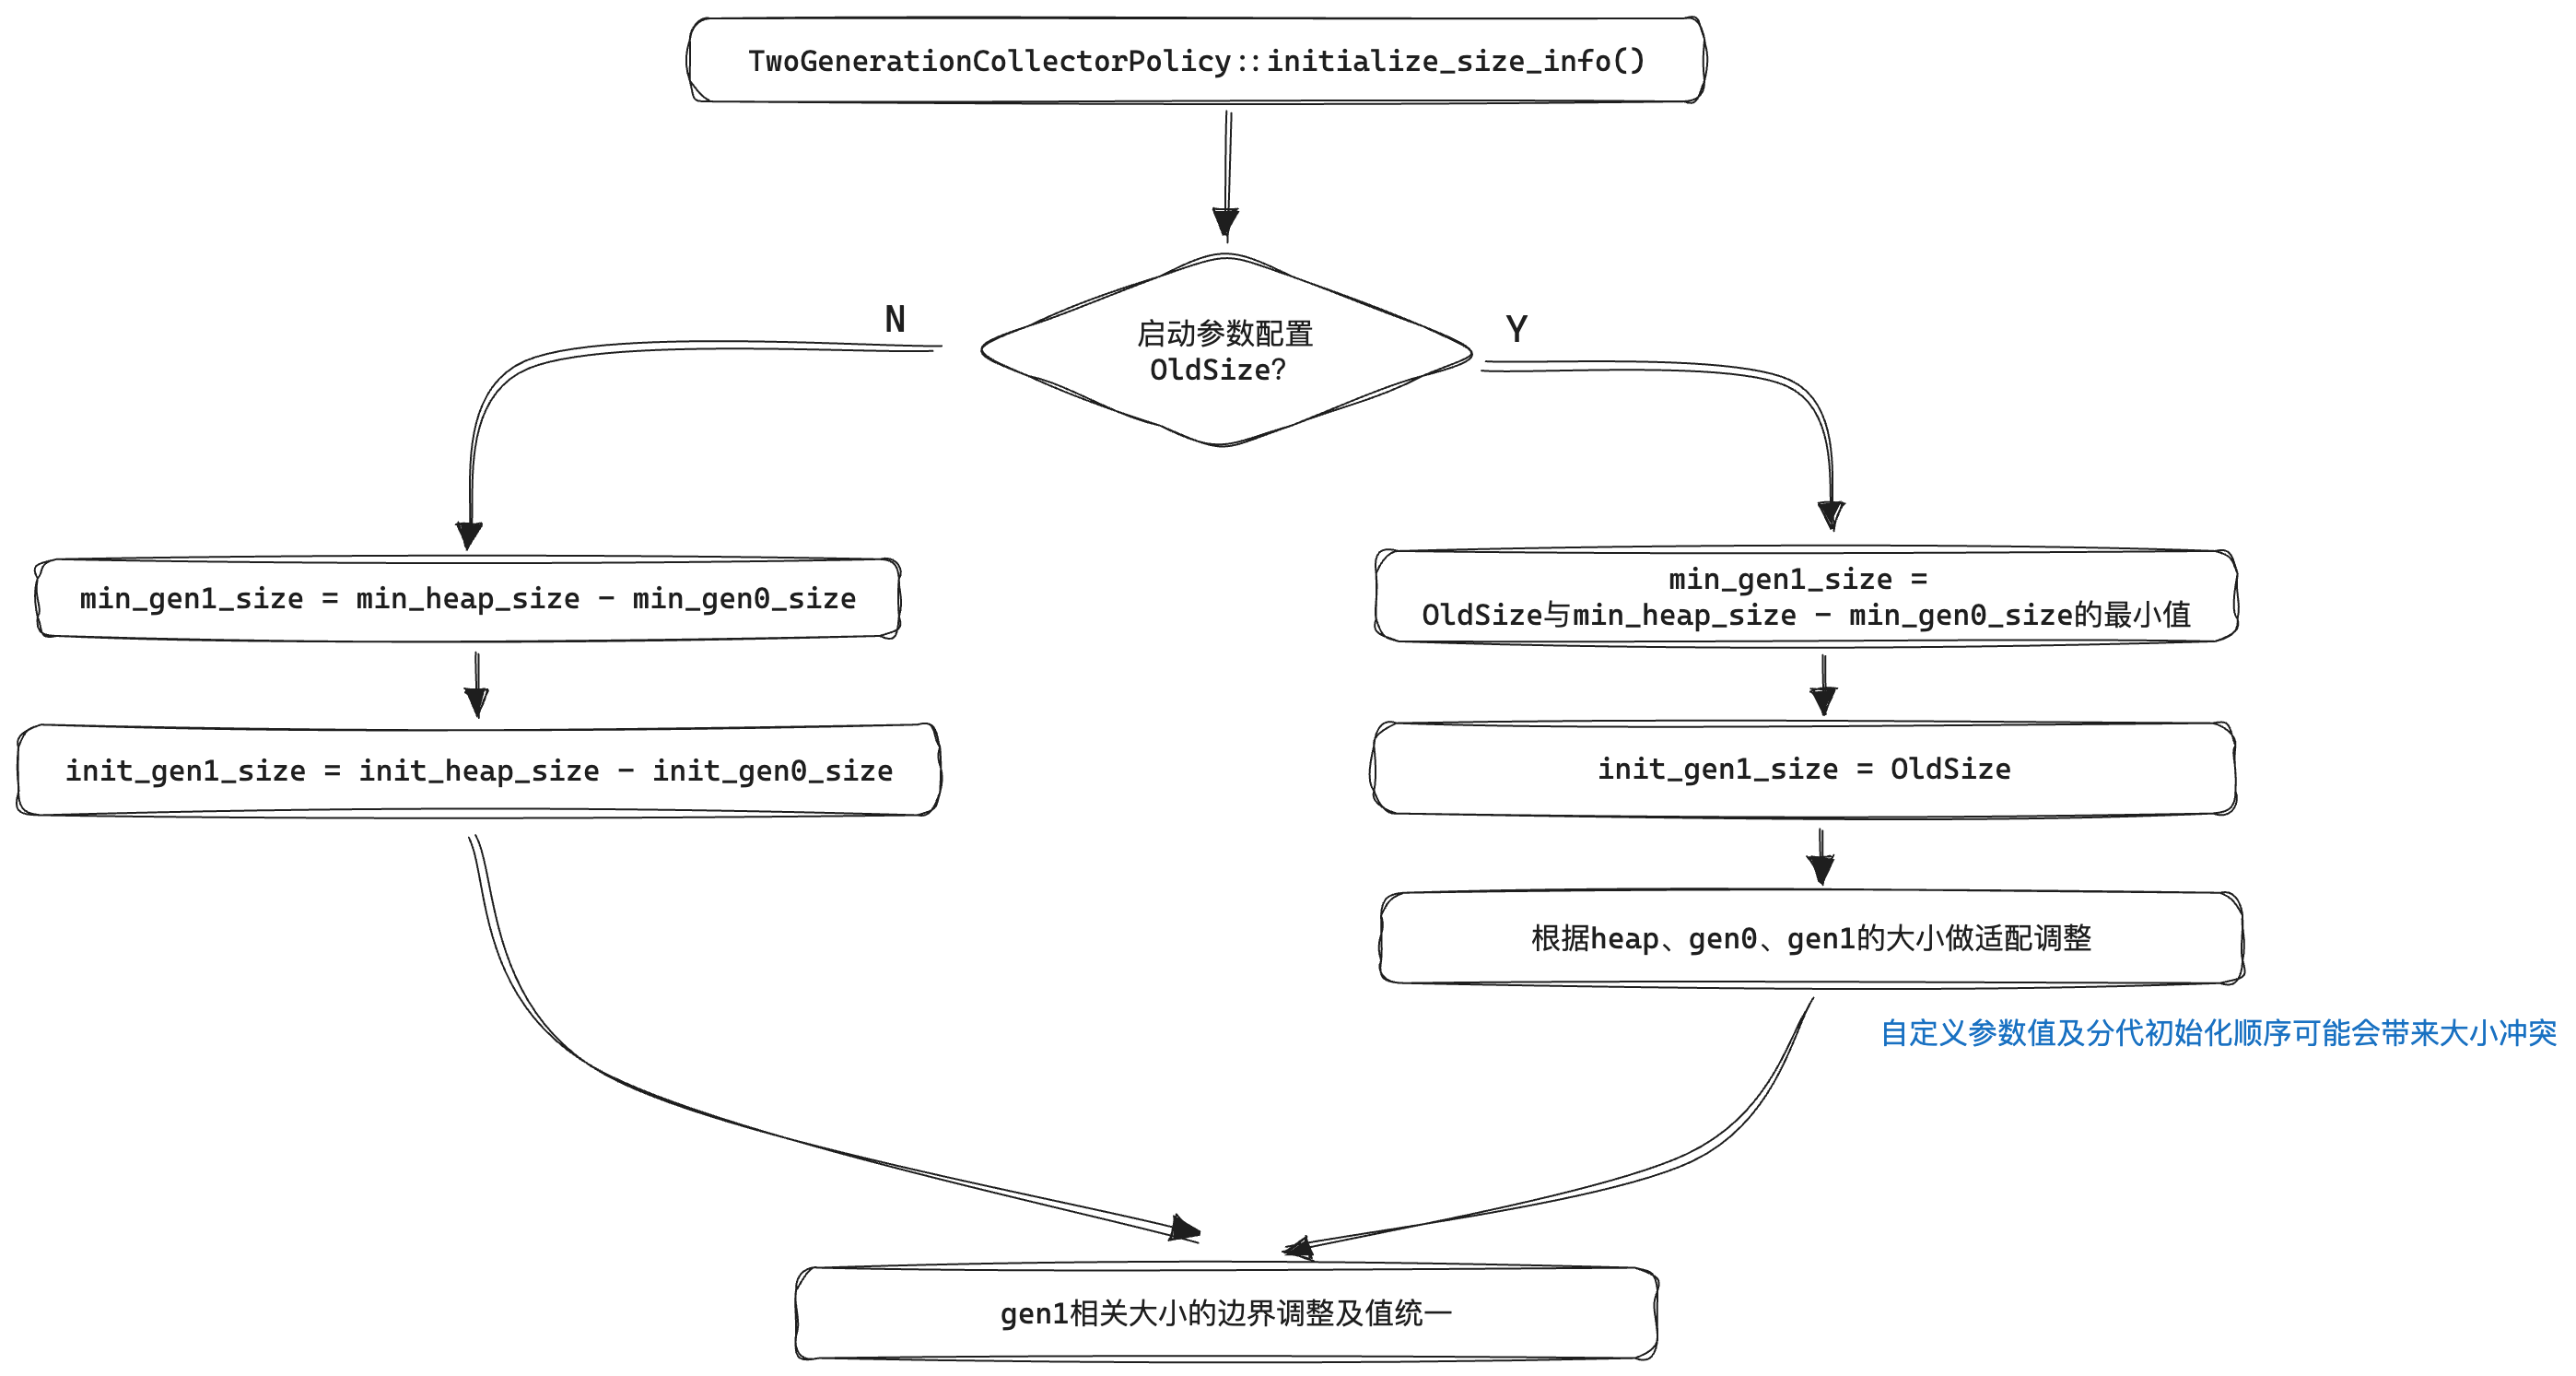 TwoGenerationCollectorPolicy::initialize_size_info()
N
启动参数配置
OldSize?
Y
min_gen1_size = min_heap_size - min_gen0_size
min_gen1_size =
OldSize与min_heap_size - min_gen0_size的最小值
init_gen1_size = init_heap_size - init_gen0_size
init_gen1_size = OldSize
根据heap、gen0、gen1的大小做适配调整
自定义参数值及分代初始化顺序可能会带来大小冲突
gen1相关大小的边界调整及值统一